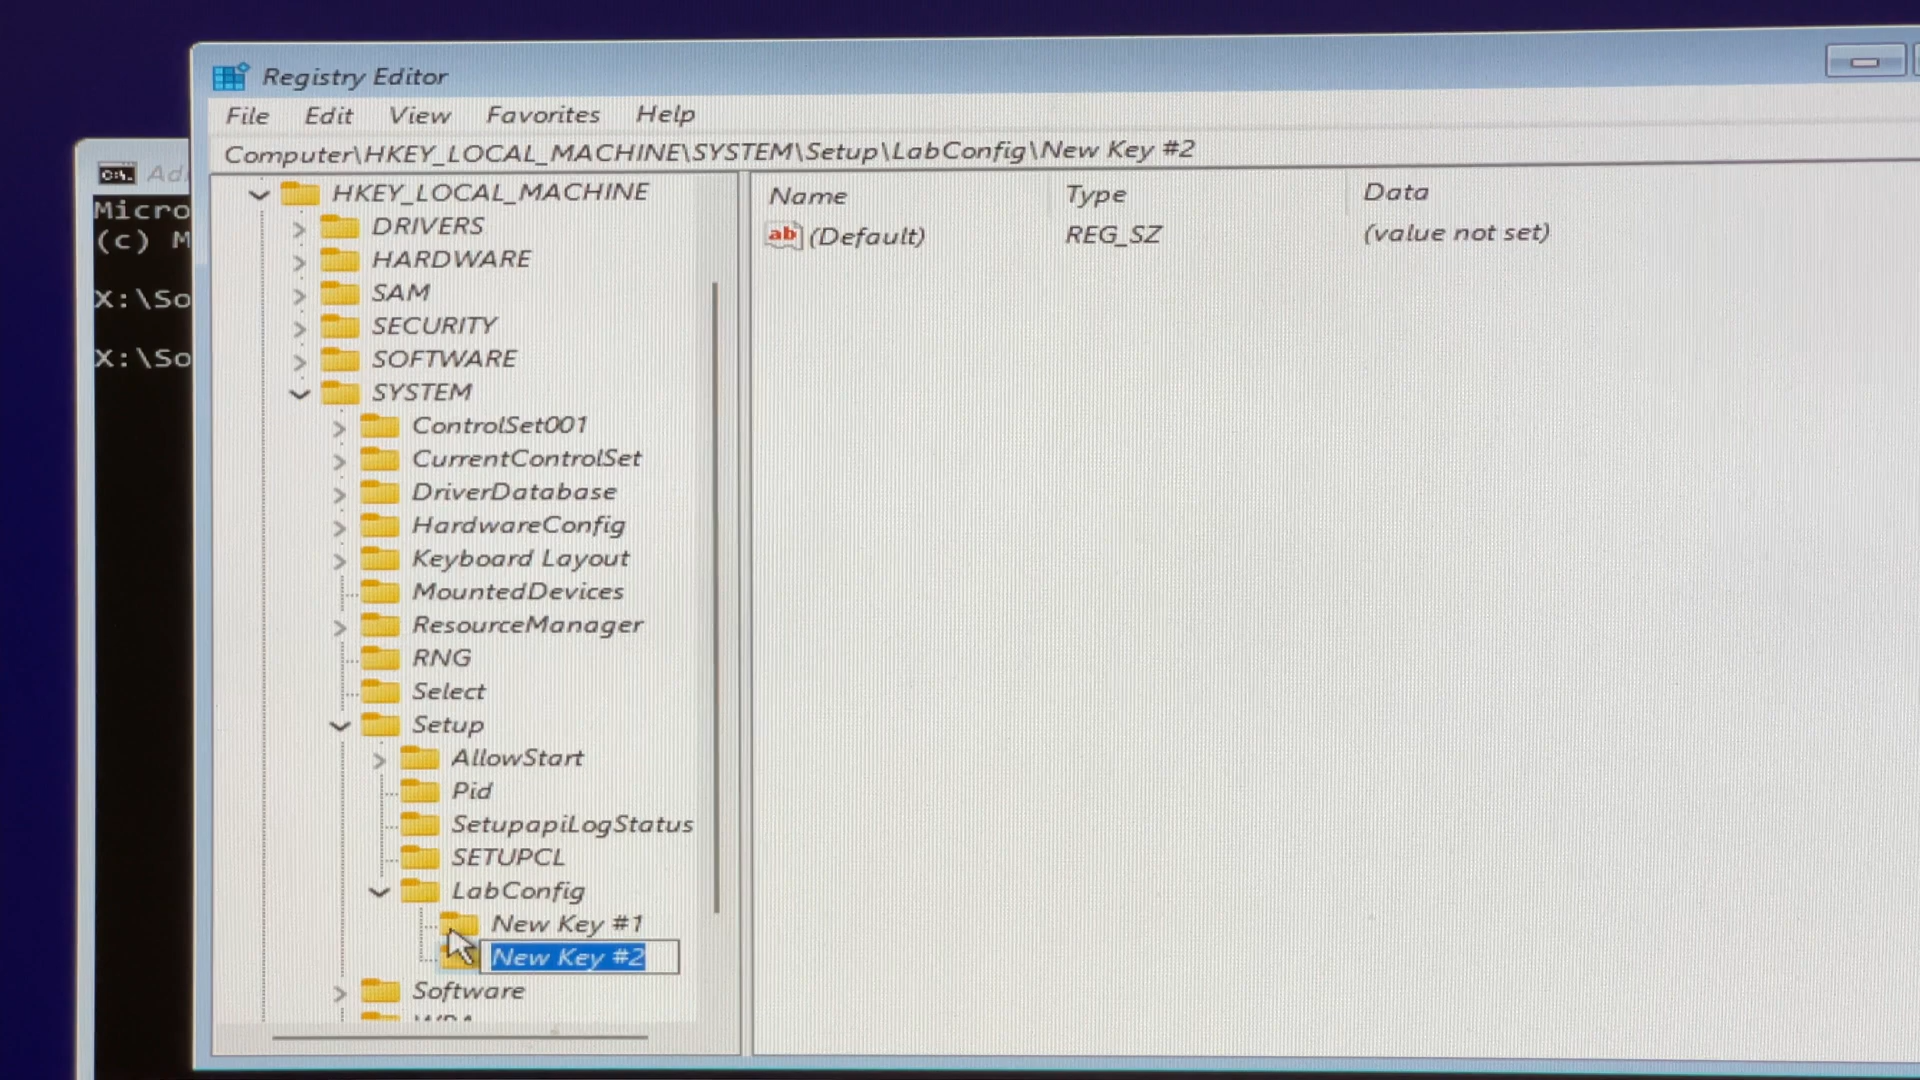 Registry Editor
File Edit View Favorites Help
Computer\HKEY_LOCAL_MACHINE\SYSTEM\Setup\LabConfig\New Key #2
Micro
(c) M
X:\So
X:\So
HKEY_LOCAL_MACHINE
DRIVERS
HARDWARE
SAM
SECURITY
SOFTWARE
SYSTEM
ControlSet001
CurrentControlSet
DriverDatabase
HardwareConfig
Keyboard Layout
MountedDevices
ResourceManager
RNG
Select
Setup
AllowStart
Pid
SetupapiLogStatus
SETUPCL
LabConfig
New Key #1
New Key #2
Software
Name Type Data
ab (Default) REG_SZ (value not set)